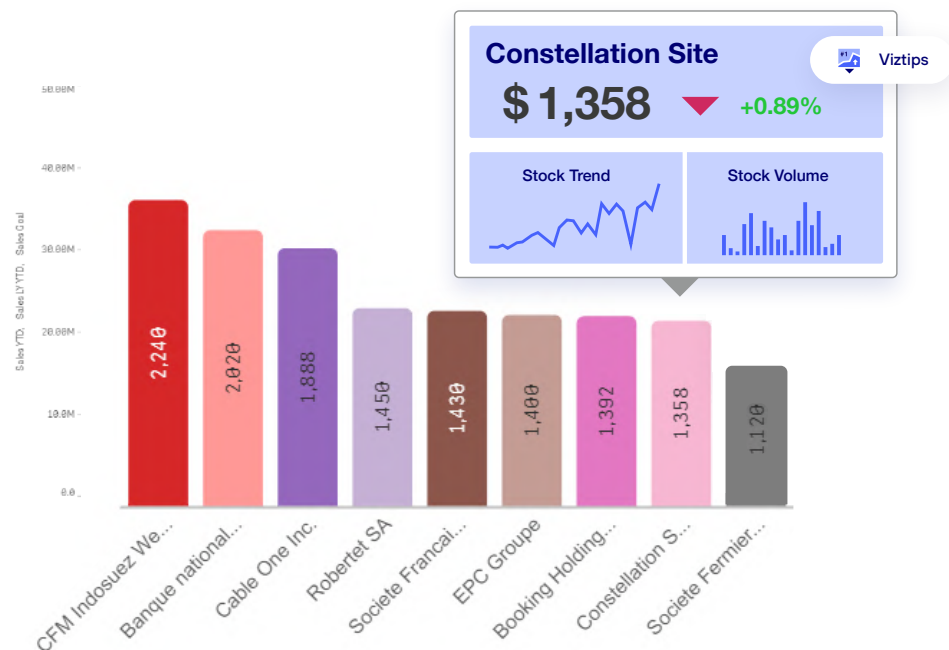 Constellation Site
$ 1,358
+0.89%
#1
Viztips
Stock Trend
Stock Volume
Sales YTD, Sales LY YTD, Sales Goal
50.00M
40.00M
30.00M
20.00M
10.0M
0.0
2,240
2,020
1,888
1,450
1,430
1,400
1,392
1,358
1,120
CFM Indosuez We...
Banque national...
Cable One Inc.
Robertet SA
Societe Francai...
EPC Groupe
Booking Holding...
Constellation S...
Societe Fermier...